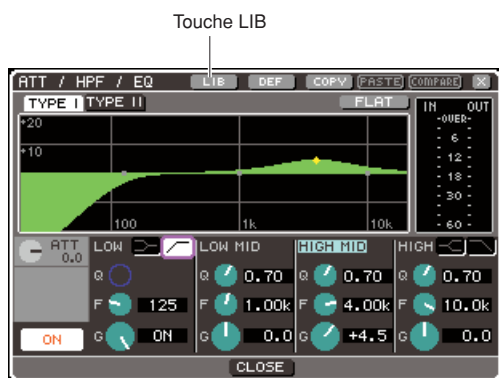 Touche LIB
ATT / HPF / EQ LIB DEF COPY PASTE COMPARE X
TYPE I TYPE II FLAT IN OUT
-OVER-
+20
+10
6
12
18
30
60
100 1k 10k
ATT 0.0 LOW LOW MID HIGH MID HIGH
Q Q 0.70 Q 0.70 Q 0.70
F 125 F 1.00k F 4.00k F 10.0k
ON G ON G 0.0 G +4.5 G 0.0
CLOSE